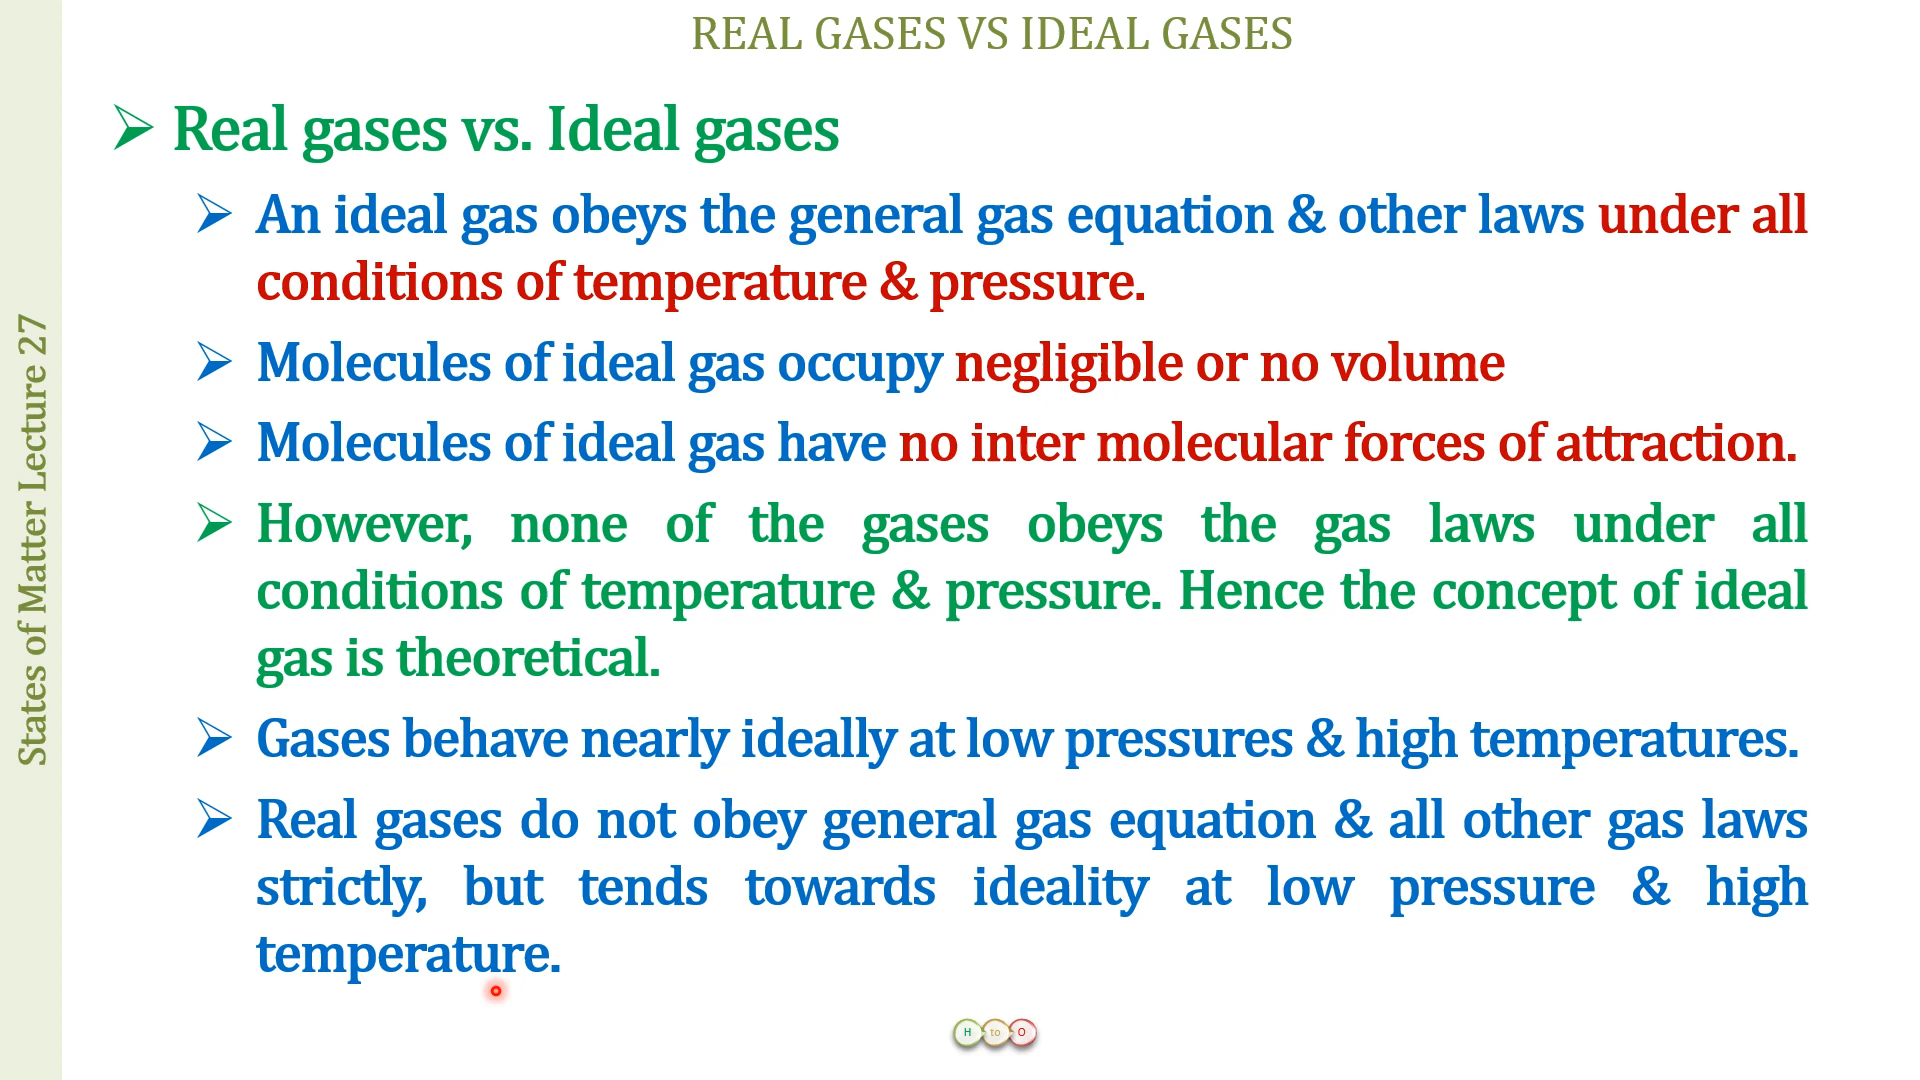 REAL GASES VS IDEAL GASES
States of Matter Lecture 27
Real gases vs. Ideal gases
An ideal gas obeys the general gas equation & other laws under all
conditions of temperature & pressure.
Molecules of ideal gas occupy negligible or no volume
Molecules of ideal gas have no inter molecular forces of attraction.
However, none of the gases obeys the gas laws under all
conditions of temperature & pressure. Hence the concept of ideal
gas is theoretical.
Gases behave nearly ideally at low pressures & high temperatures.
Real gases do not obey general gas equation & all other gas laws
strictly, but tends towards ideality at low pressure & high
temperature.
H to O